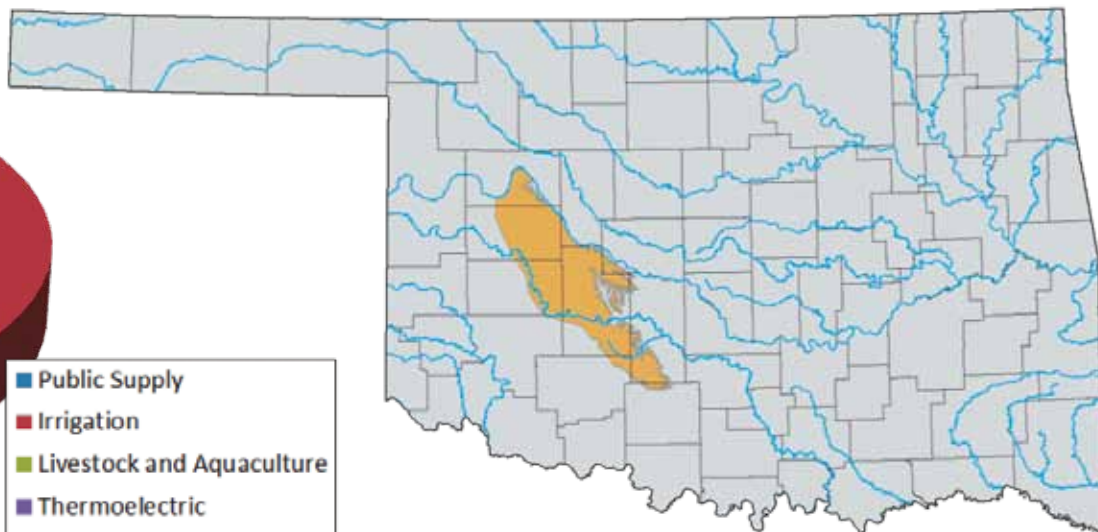 Public Supply
Irrigation
Livestock and Aquaculture
Thermoelectric